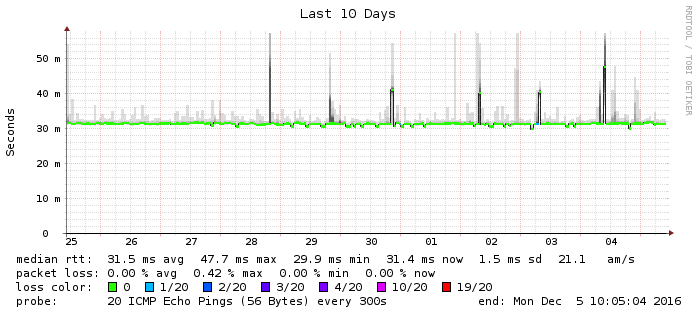 Last 10 Days
RRDTOOL / TOBI OETIKER
Seconds
50 m
40 m
30 m
20 m
10 m
0
25 26 27 28 29 30 01 02 03 04
median rtt: 31.5 ms avg 47.7 ms max 29.9 ms min 31.4 ms now 1.5 ms sd 21.1 am/s
packet loss: 0.00 % avg 0.42 % max 0.00 % min 0.00 % now
loss color: 0 1/20 2/20 3/20 4/20 10/20 19/20
probe: 20 ICMP Echo Pings (56 Bytes) every 300s end: Mon Dec 5 10:05:04 2016